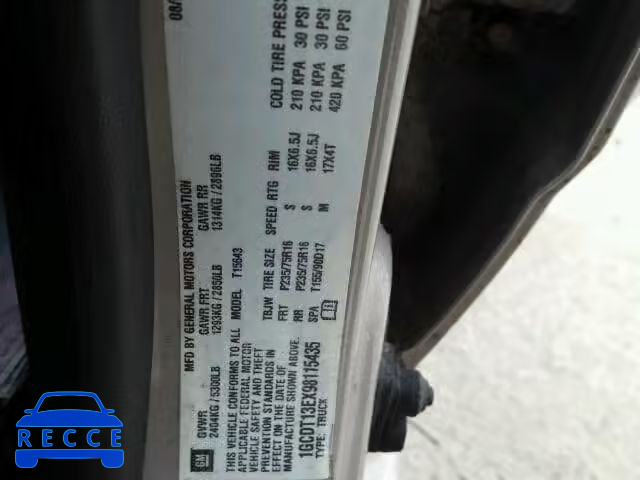 MFD BY GENERAL MOTORS CORPORATION 08/
GVWR GAWR FRT GAWR RR
2404KG/5300LB 1293KG/2850LB 1314KG/2896LB
GM
THIS VEHICLE CONFORMS TO ALL
APPLICABLE FEDERAL MOTOR
VEHICLE SAFETY AND THEFT
PREVENTION STANDARDS IN
EFFECT ON THE DATE OF
MANUFACTURE SHOWN ABOVE.
1GCDT13EX98115435
TYPE: TRUCK
MODEL: T15643
TBJW TIRE SIZE SPEED RTG RIM COLD TIRE PRESS
FRT P235/75R16 S 16X6.5J 210 KPA 30 PSI
RR P235/75R16 S 16X6.5J 210 KPA 30 PSI
SPA T155/90D17 M 17X4T 420 KPA 60 PSI
RECCE